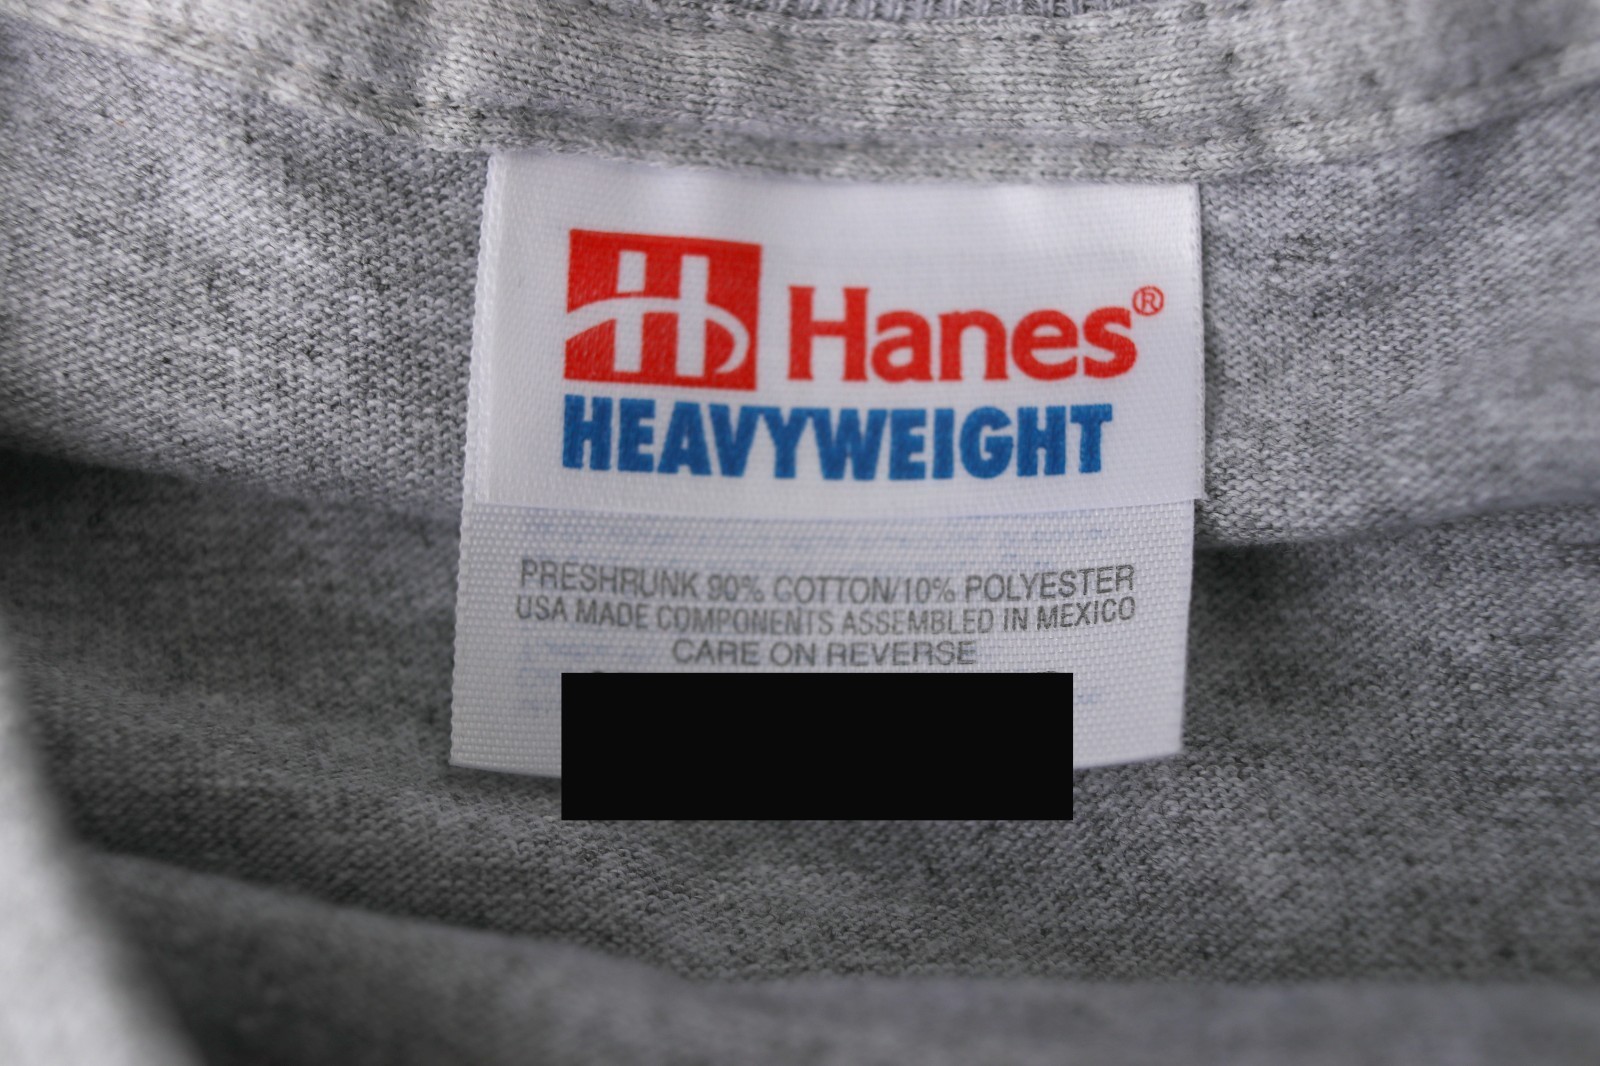 Hanes®
HEAVYWEIGHT
PRESHRUNK 90% COTTON/10% POLYESTER
USA MADE COMPONENTS ASSEMBLED IN MEXICO
CARE ON REVERSE